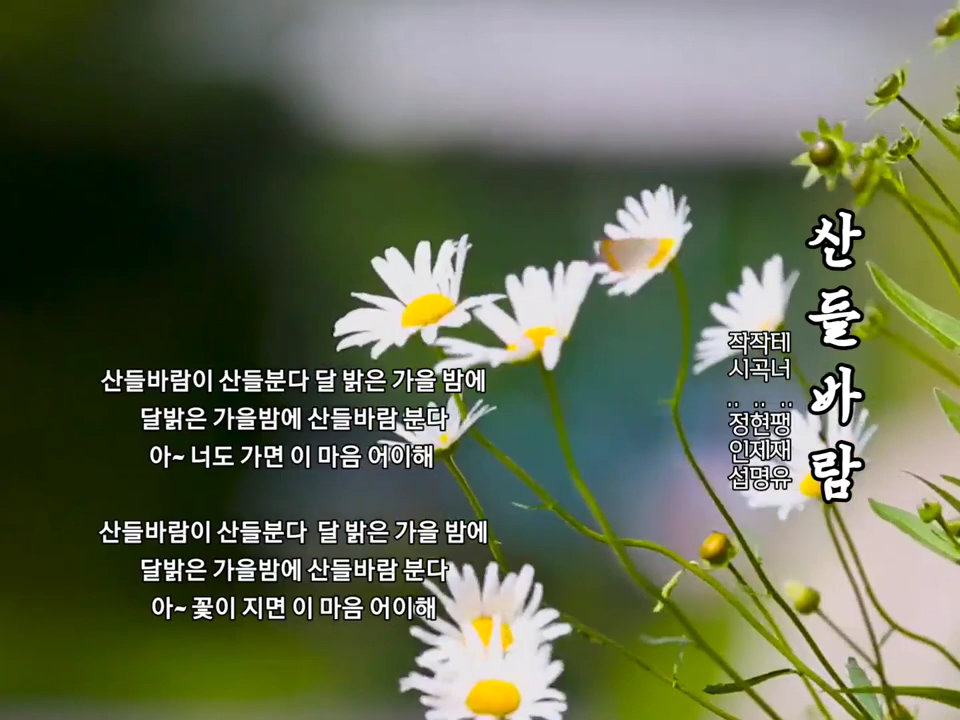 산들바람
테너 : 팽재유
작곡 : 현제명
작시 : 정인섭
산들바람이 산들분다 달 밝은 가을 밤에
달밝은 가을밤에 산들바람 분다
아~ 너도 가면 이 마음 어이해
산들바람이 산들분다 달 밝은 가을 밤에
달밝은 가을밤에 산들바람 분다
아~ 꽃이 지면 이 마음 어이해